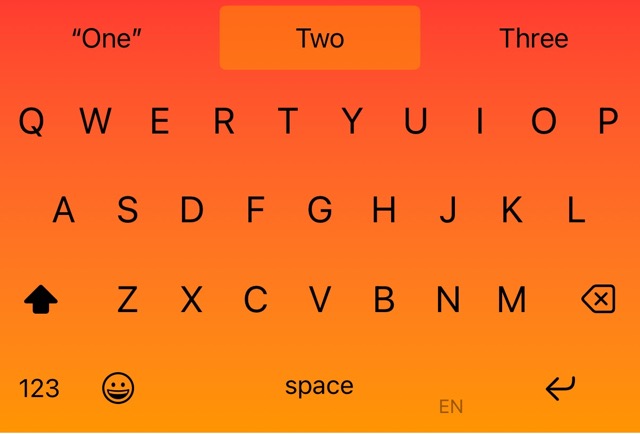 “One” Two Three
Q W E R T Y U I O P
A S D F G H J K L
Z X C V B N M
123 space EN